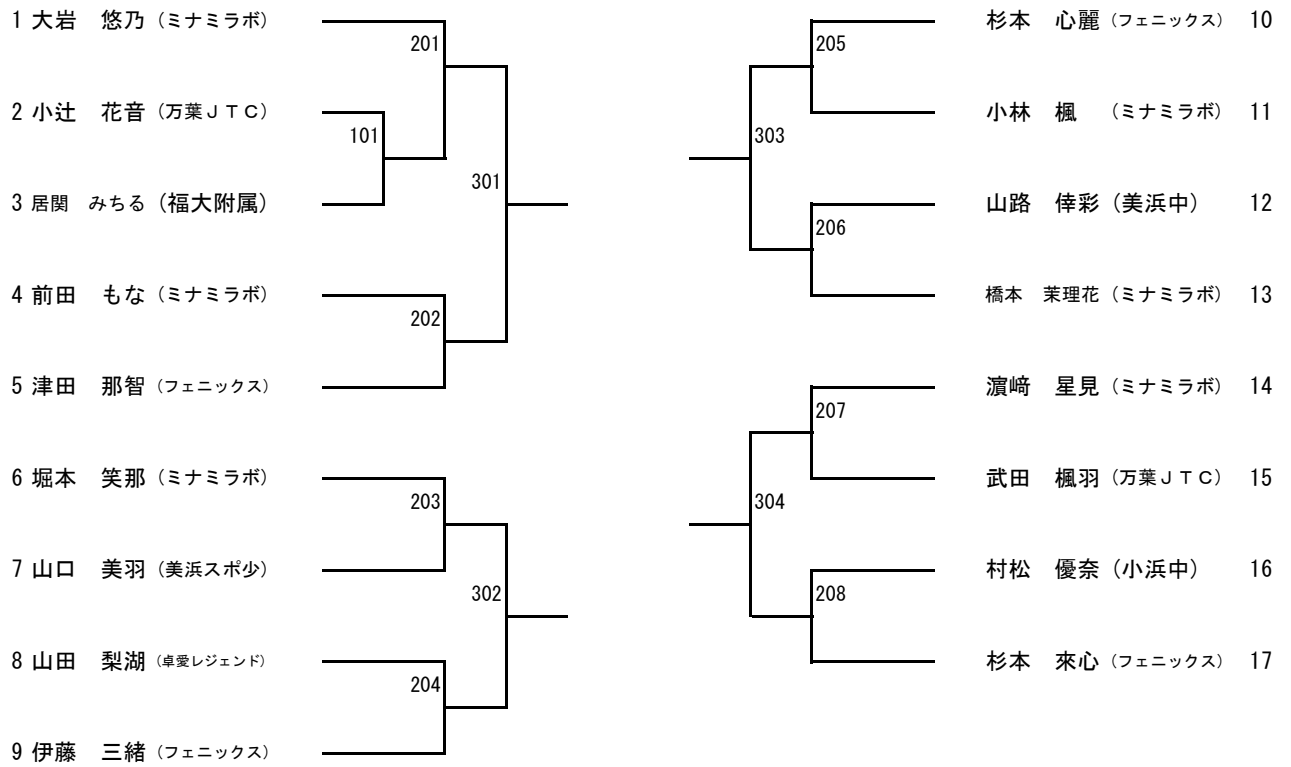 1 大岩　悠乃（ミナミラボ）
201
2 小辻　花音（万葉ＪＴＣ）
101
3 居関　みちる（福大附属）
301
4 前田　もな（ミナミラボ）
202
5 津田　那智（フェニックス）
6 堀本　笑那（ミナミラボ）
203
7 山口　美羽（美浜スポ少）
302
8 山田　梨湖（卓愛レジェンド）
204
9 伊藤　三緒（フェニックス）
杉本　心麗（フェニックス） 10
205
小林　楓　（ミナミラボ） 11
303
山路　倖彩（美浜中） 12
206
橋本　茉理花（ミナミラボ） 13
濵﨑　星見（ミナミラボ） 14
207
武田　楓羽（万葉ＪＴＣ） 15
304
村松　優奈（小浜中） 16
208
杉本　來心（フェニックス） 17